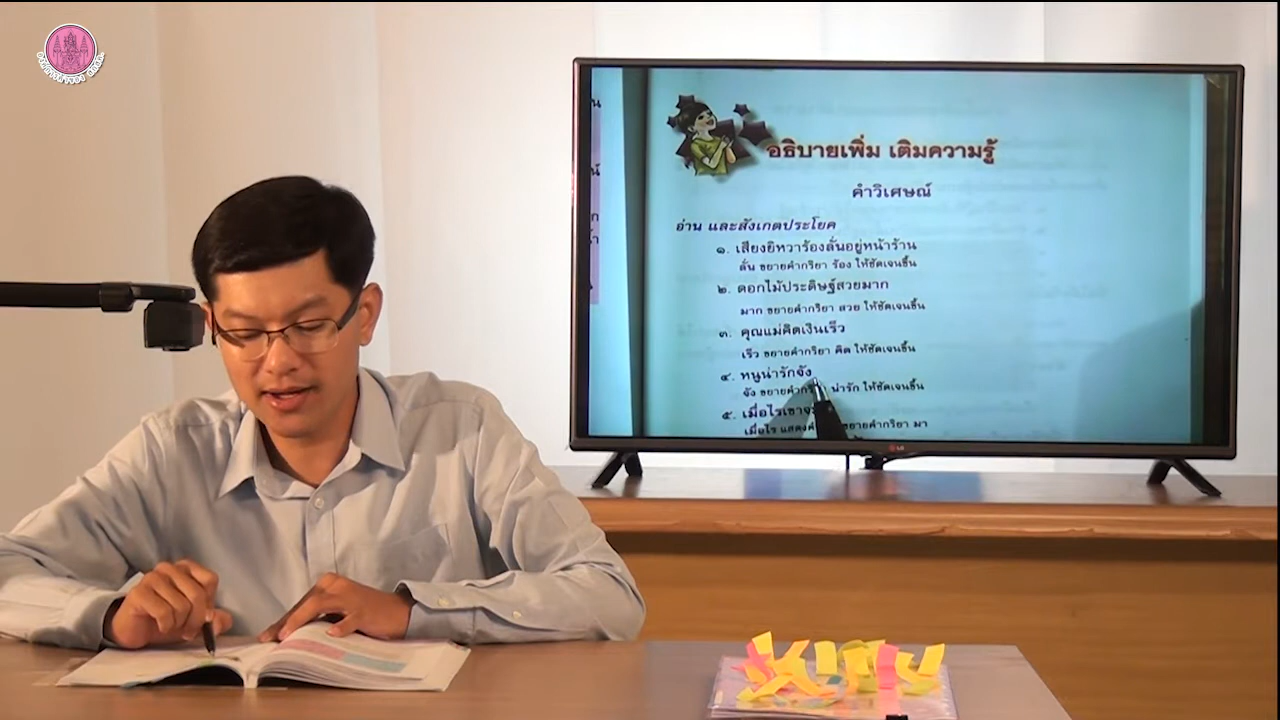 อธิบายเพิ่ม เติมความรู้
คำวิเศษณ์
อ่าน และสังเกตประโยค
๑. เสียงยิหวาร้องลั่นอยู่หน้าร้าน
ลั่น ขยายคำกริยา ร้อง ให้ชัดเจนขึ้น
๒. ดอกไม้ประดิษฐ์สวยมาก
มาก ขยายคำกริยา สวย ให้ชัดเจนขึ้น
๓. คุณแม่คิดเงินเร็ว
เร็ว ขยายคำกริยา คิด ให้ชัดเจนขึ้น
๔. หนูน่ารักจัง
จัง ขยายคำกริยา น่ารัก ให้ชัดเจนขึ้น
๕. เมื่อไรเขาจะ
เมื่อไร ขยายคำกริยา มา
LG